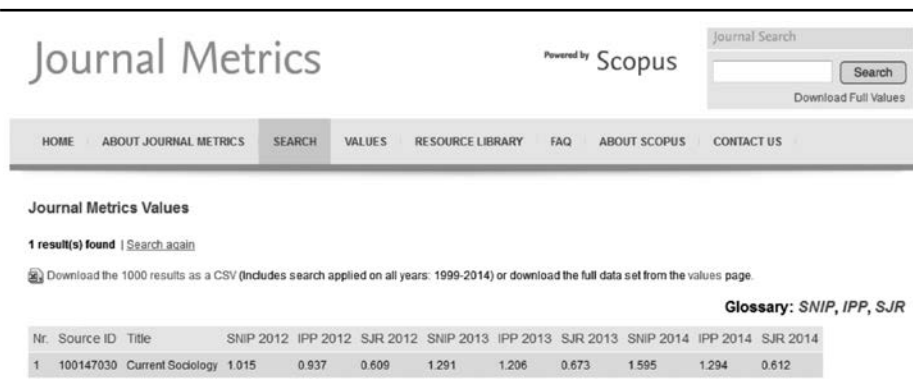 Journal Metrics
Powered by Scopus
Journal Search
Search
Download Full Values
HOME ABOUT JOURNAL METRICS SEARCH VALUES RESOURCE LIBRARY FAQ ABOUT SCOPUS CONTACT US
Journal Metrics Values
1 result(s) found | Search again
Download the 1000 results as a CSV (Includes search applied on all years: 1999-2014) or download the full data set from the values page.
Glossary: SNIP, IPP, SJR
Nr. Source ID Title SNIP 2012 IPP 2012 SJR 2012 SNIP 2013 IPP 2013 SJR 2013 SNIP 2014 IPP 2014 SJR 2014
1 100147030 Current Sociology 1.015 0.937 0.609 1.291 1.206 0.673 1.595 1.294 0.612